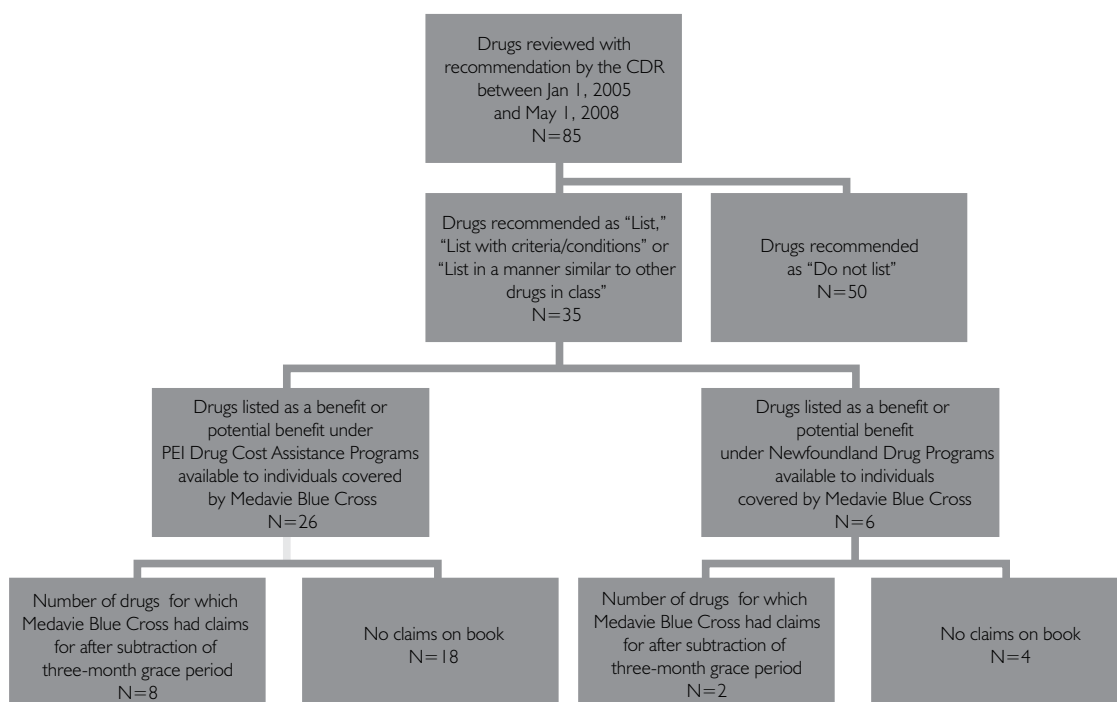 Drugs reviewed with
recommendation by the CDR
between Jan 1, 2005
and May 1, 2008
N=85
Drugs recommended as “List,”
“List with criteria/conditions” or
“List in a manner similar to other
drugs in class”
N=35
Drugs recommended
as “Do not list”
N=50
Drugs listed as a benefit or
potential benefit under
PEI Drug Cost Assistance Programs
available to individuals covered
by Medavie Blue Cross
N=26
Drugs listed as a benefit or
potential benefit
under Newfoundland Drug Programs
available to individuals
covered by Medavie Blue Cross
N=6
Number of drugs for which
Medavie Blue Cross had claims
for after subtraction of
three-month grace period
N=8
No claims on book
N=18
Number of drugs for which
Medavie Blue Cross had claims
for after subtraction of
three-month grace period
N=2
No claims on book
N=4